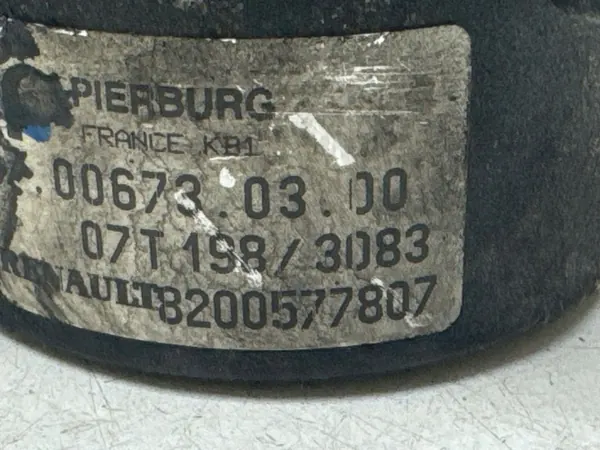 PIERBURG
FRANCE KB1
.00673.03.00
07T 198/3083
RENAULT 8200577807